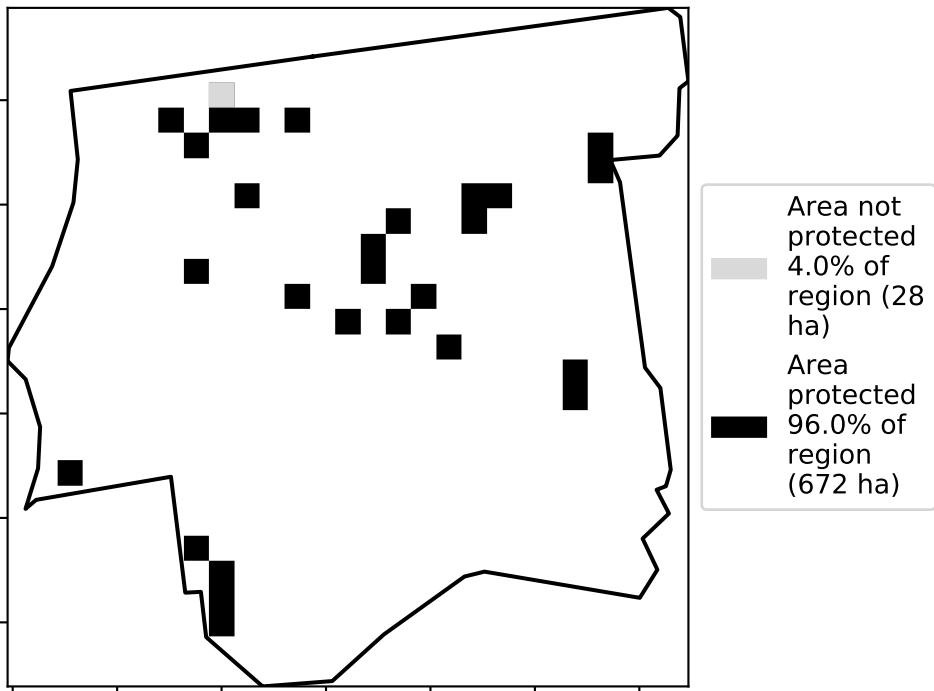 Area not
protected
4.0% of
region (28
ha)
Area
protected
96.0% of
region
(672 ha)